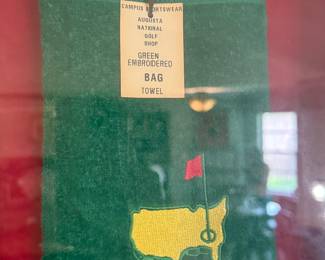 CAMPUS SPORTSWEAR
AUGUSTA
NATIONAL
GOLF
SHOP
GREEN
EMBROIDERED
BAG
TOWEL